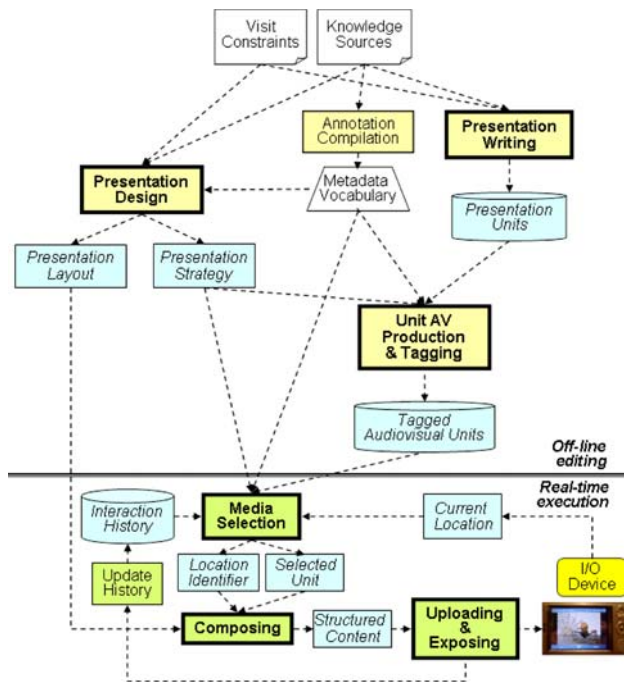 Visit
Constraints
Knowledge
Sources
Annotation
Compilation
Presentation
Writing
Presentation
Design
Metadata
Vocabulary
Presentation
Units
Presentation
Layout
Presentation
Strategy
Unit AV
Production
& Tagging
Tagged
Audiovisual Units
Off-line
editing
Real-time
execution
Interaction
History
Media
Selection
Current
Location
Update
History
Location
Identifier
Selected
Unit
I/O
Device
Composing
Structured
Content
Uploading
&
Exposing